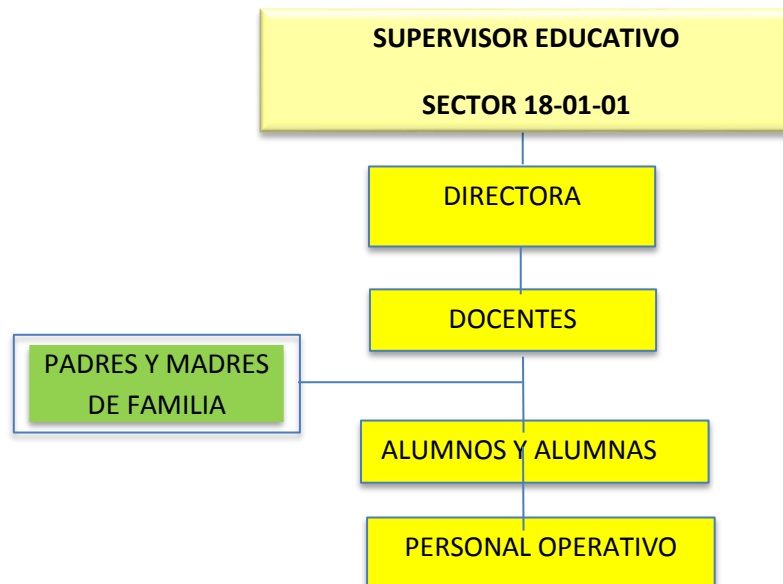 SUPERVISOR EDUCATIVO
SECTOR 18-01-01
DIRECTORA
DOCENTES
PADRES Y MADRES
DE FAMILIA
ALUMNOS Y ALUMNAS
PERSONAL OPERATIVO